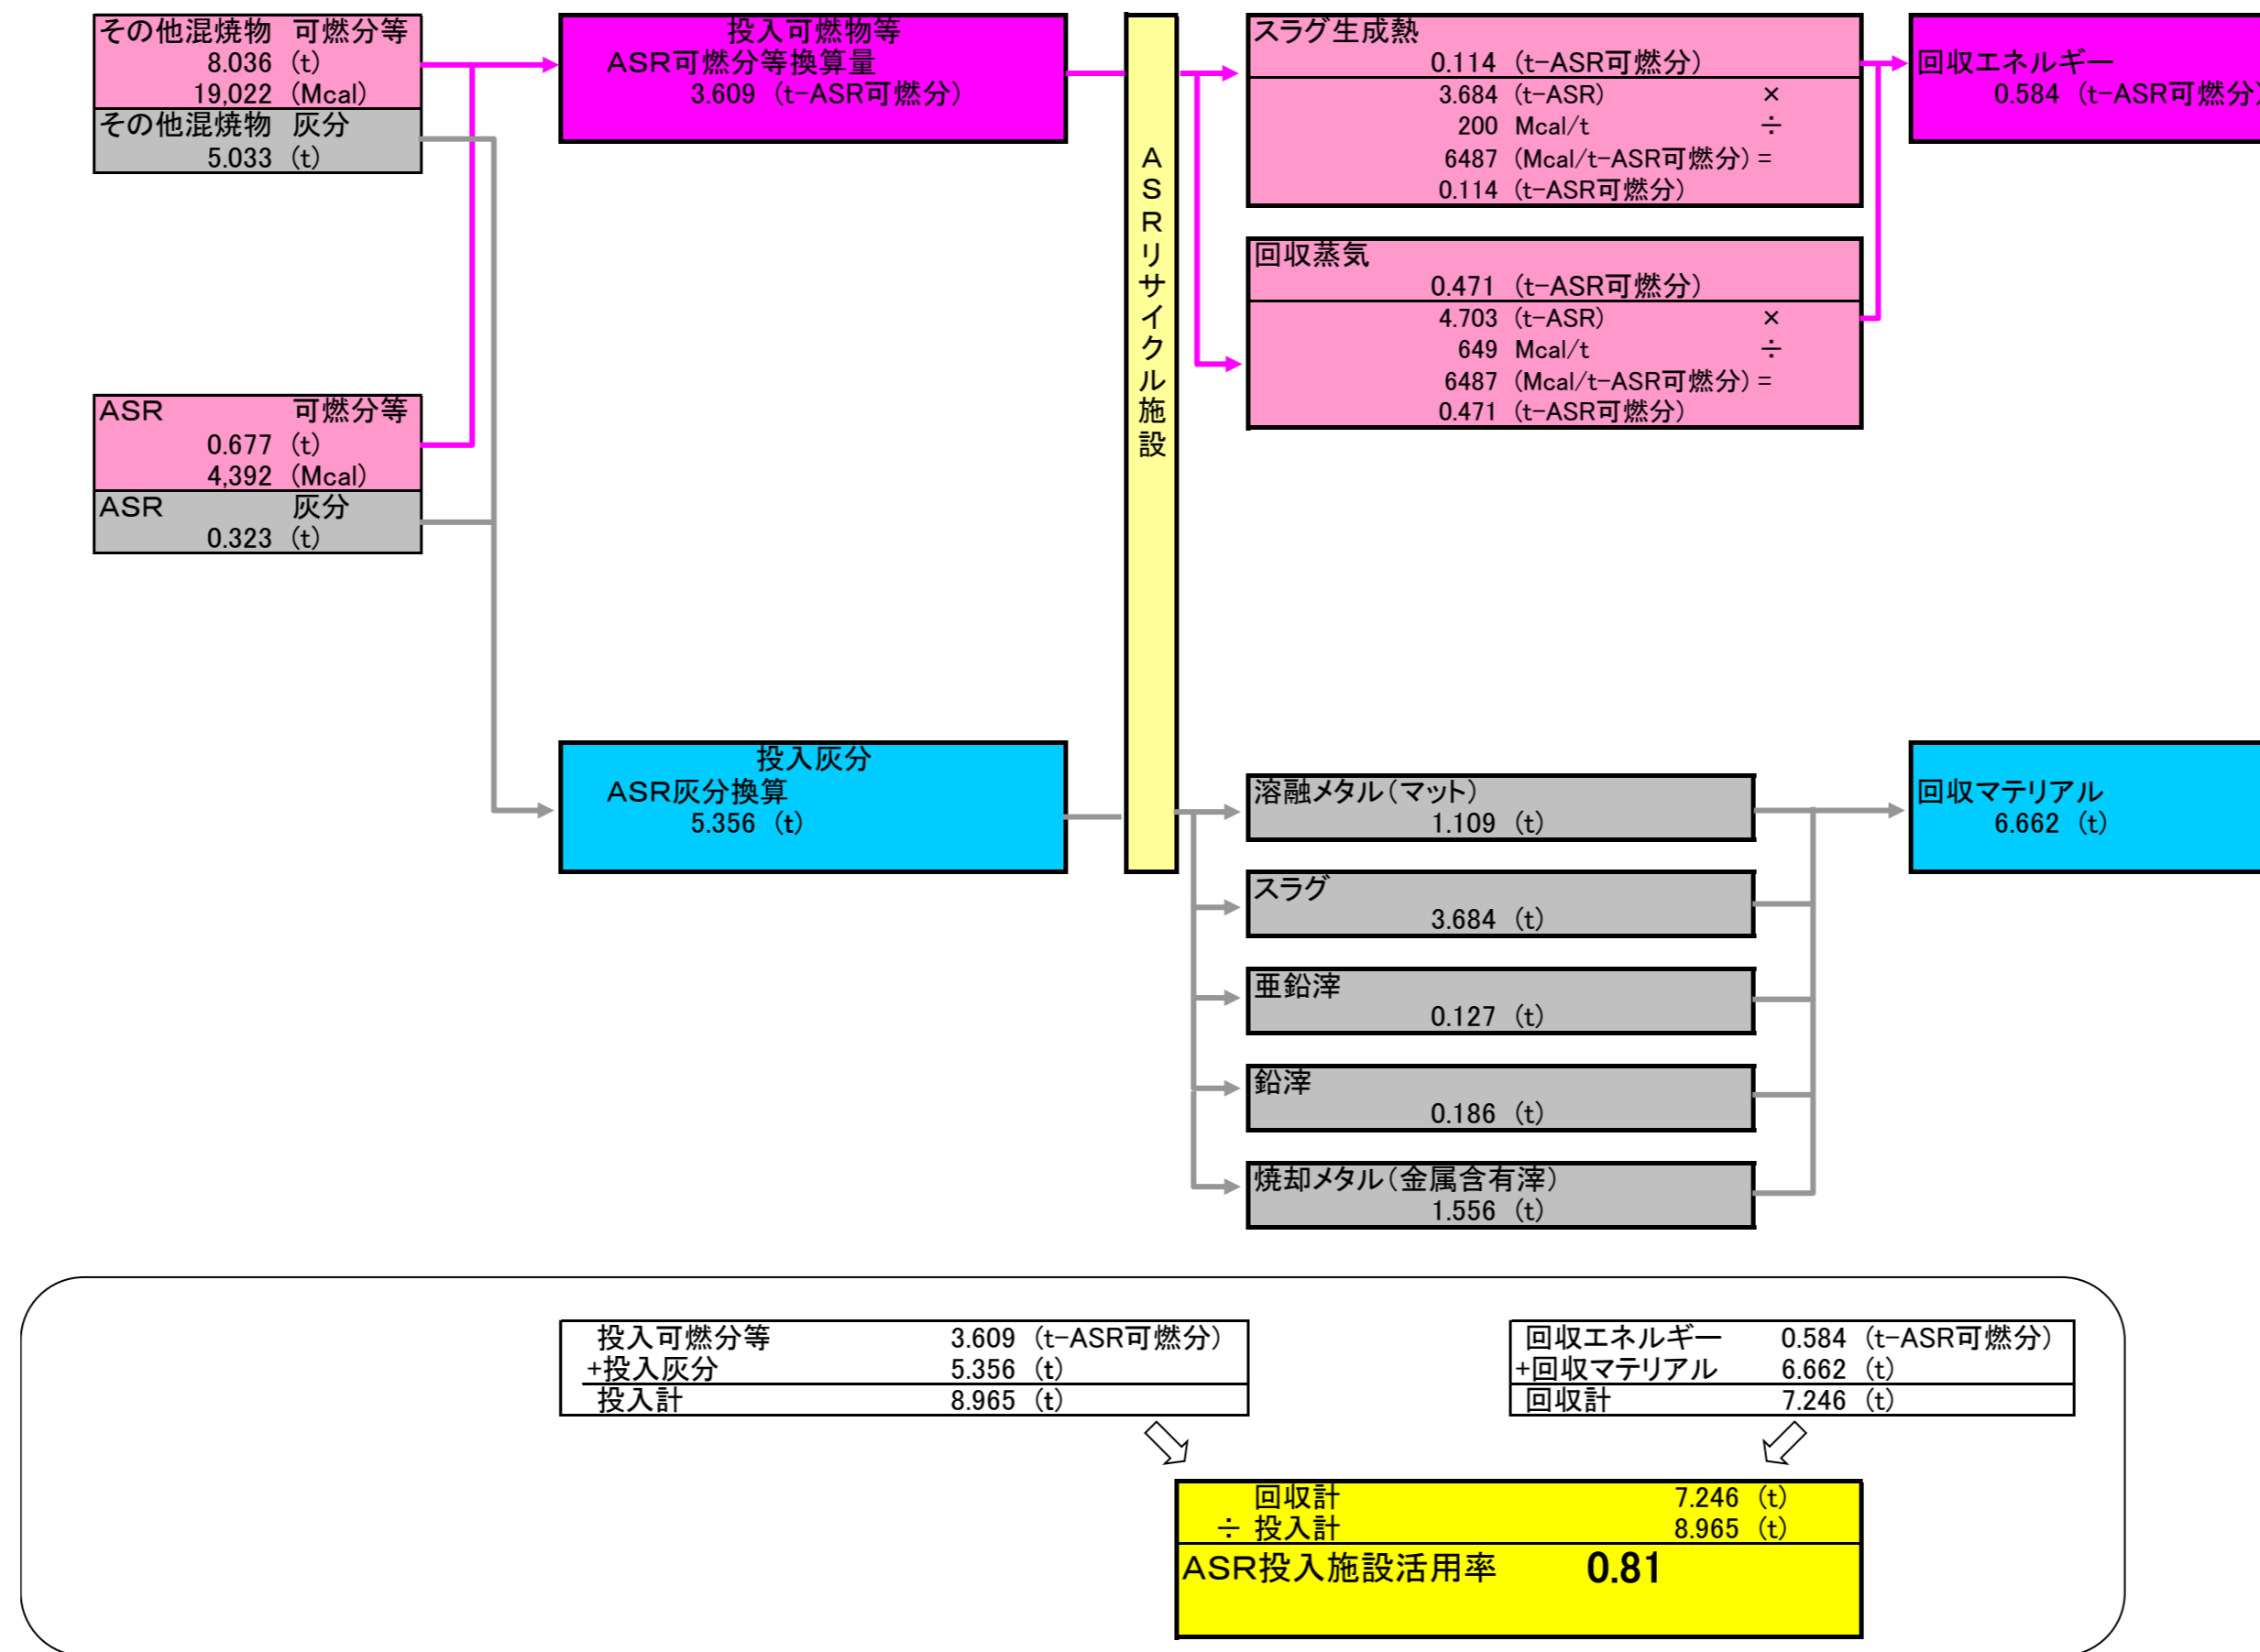 その他混焼物 可燃分等
8.036 (t)
19,022 (Mcal)
その他混焼物 灰分
5.033 (t)
ASR 可燃分等
0.677 (t)
4,392 (Mcal)
ASR 灰分
0.323 (t)
投入可燃物等
ASR可燃分等換算量
3.609 (t-ASR可燃分)
投入灰分
ASR灰分換算
5.356 (t)
ASRリサイクル施設
スラグ生成熱
0.114 (t-ASR可燃分)
3.684 (t-ASR) ×
200 Mcal/t ÷
6487 (Mcal/t-ASR可燃分) =
0.114 (t-ASR可燃分)
回収蒸気
0.471 (t-ASR可燃分)
4.703 (t-ASR) ×
649 Mcal/t ÷
6487 (Mcal/t-ASR可燃分) =
0.471 (t-ASR可燃分)
回収エネルギー
0.584 (t-ASR可燃分)
溶融メタル(マット)
1.109 (t)
スラグ
3.684 (t)
亜鉛滓
0.127 (t)
鉛滓
0.186 (t)
焼却メタル(金属含有滓)
1.556 (t)
回収マテリアル
6.662 (t)
投入可燃分等 3.609 (t-ASR可燃分)
+投入灰分 5.356 (t)
投入計 8.965 (t)
回収エネルギー 0.584 (t-ASR可燃分)
+回収マテリアル 6.662 (t)
回収計 7.246 (t)
回収計 7.246 (t)
÷ 投入計 8.965 (t)
ASR投入施設活用率 0.81